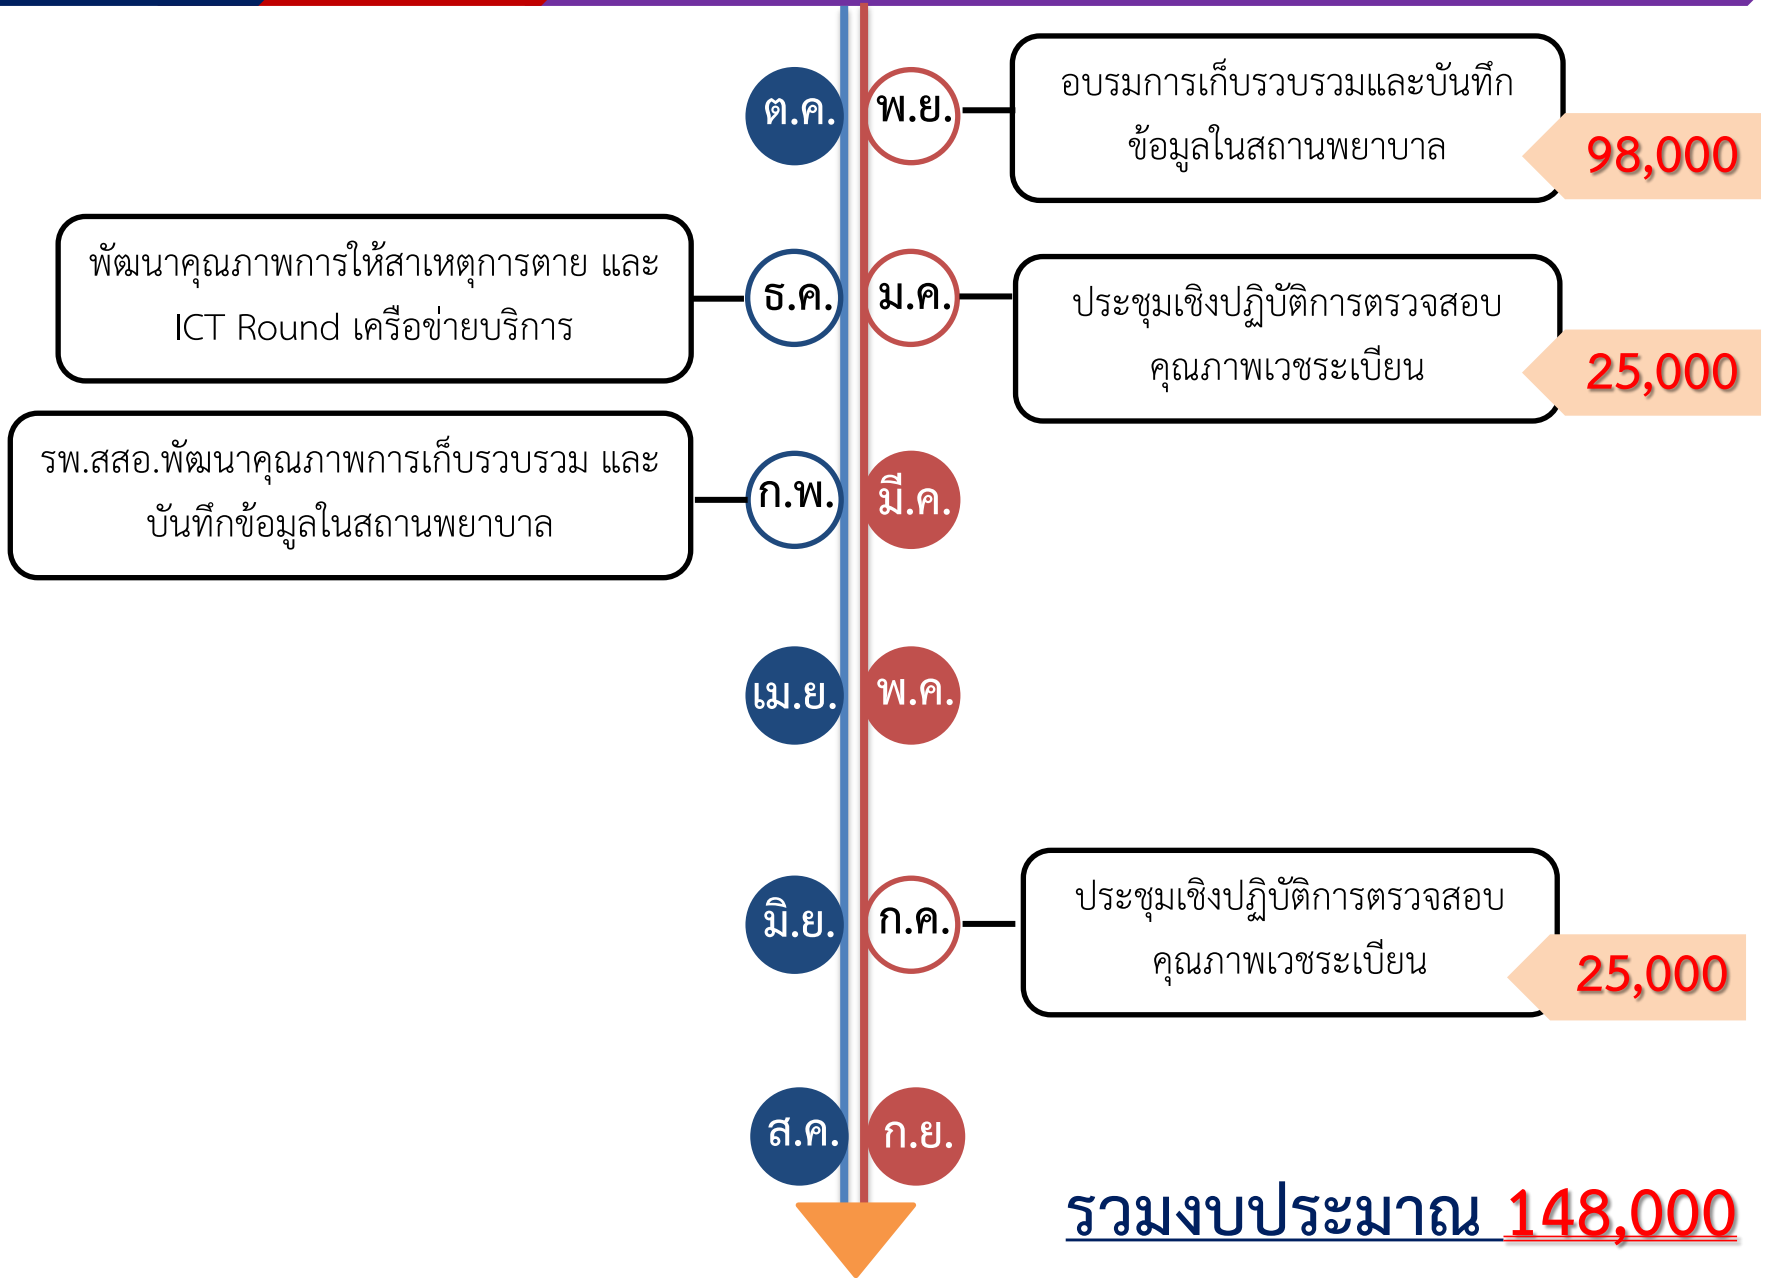 ต.ค.
พ.ย.
อบรมการเก็บรวบรวมและบันทึก
ข้อมูลในสถานพยาบาล
98,000
พัฒนาคุณภาพการให้สาเหตุการตาย และ
ICT Round เครือข่ายบริการ
ธ.ค.
ม.ค.
ประชุมเชิงปฏิบัติการตรวจสอบ
คุณภาพเวชระเบียน
25,000
รพ.สสอ.พัฒนาคุณภาพการเก็บรวบรวม และ
บันทึกข้อมูลในสถานพยาบาล
ก.พ.
มี.ค.
เม.ย.
พ.ค.
มิ.ย.
ก.ค.
ประชุมเชิงปฏิบัติการตรวจสอบ
คุณภาพเวชระเบียน
25,000
ส.ค.
ก.ย.
รวมงบประมาณ 148,000